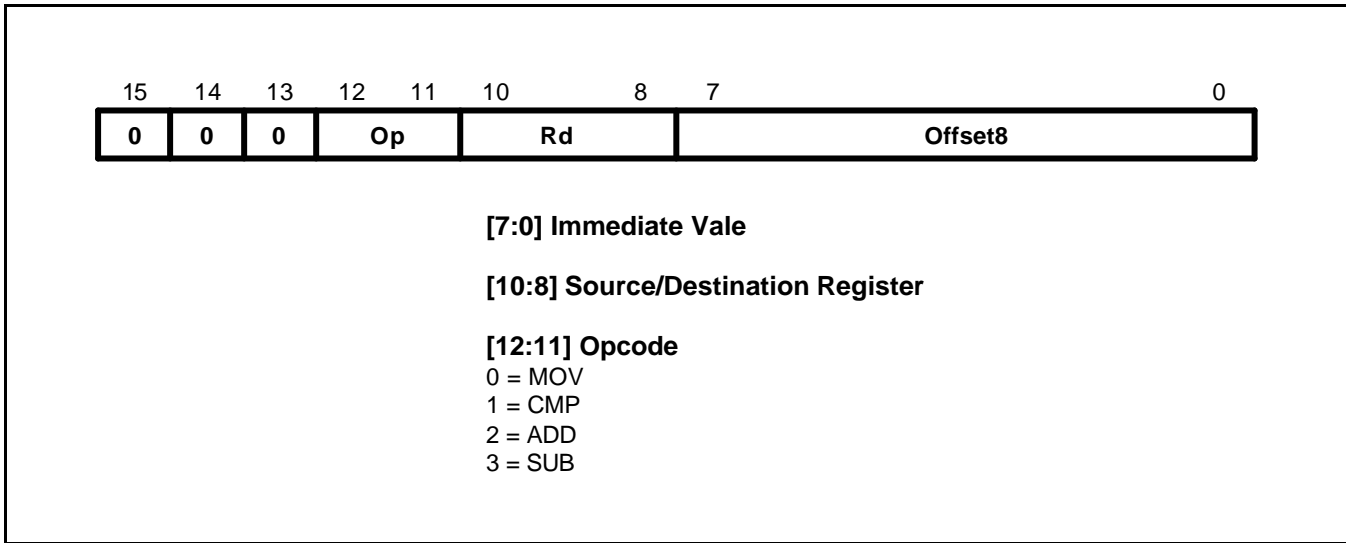 15 14 13 12 11 10 8 7 0
0 0 0 Op Rd Offset8
[7:0] Immediate Vale
[10:8] Source/Destination Register
[12:11] Opcode
0 = MOV
1 = CMP
2 = ADD
3 = SUB